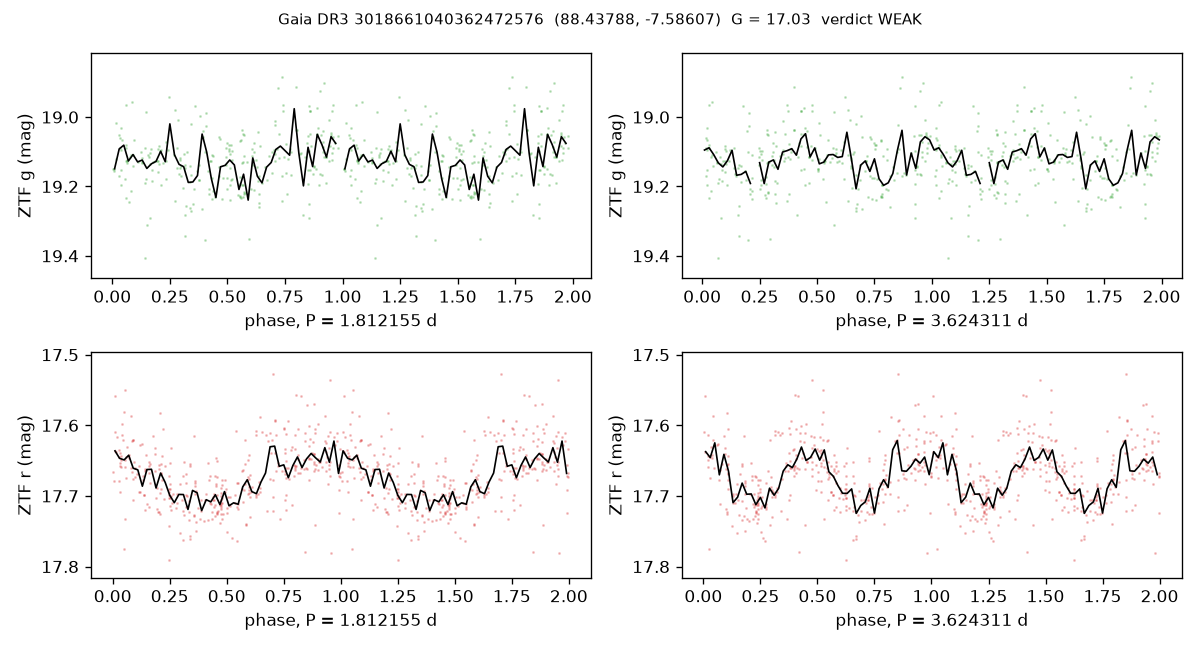 Gaia DR3 3018661040362472576  (88.43788, -7.58607)  G = 17.03  verdict WEAK
ZTF g (mag)
19.0
19.2
19.4
0.00 0.25 0.50 0.75 1.00 1.25 1.50 1.75 2.00
phase, P = 1.812155 d
ZTF g (mag)
19.0
19.2
19.4
0.00 0.25 0.50 0.75 1.00 1.25 1.50 1.75 2.00
phase, P = 3.624311 d
ZTF r (mag)
17.5
17.6
17.7
17.8
0.00 0.25 0.50 0.75 1.00 1.25 1.50 1.75 2.00
phase, P = 1.812155 d
ZTF r (mag)
17.5
17.6
17.7
17.8
0.00 0.25 0.50 0.75 1.00 1.25 1.50 1.75 2.00
phase, P = 3.624311 d